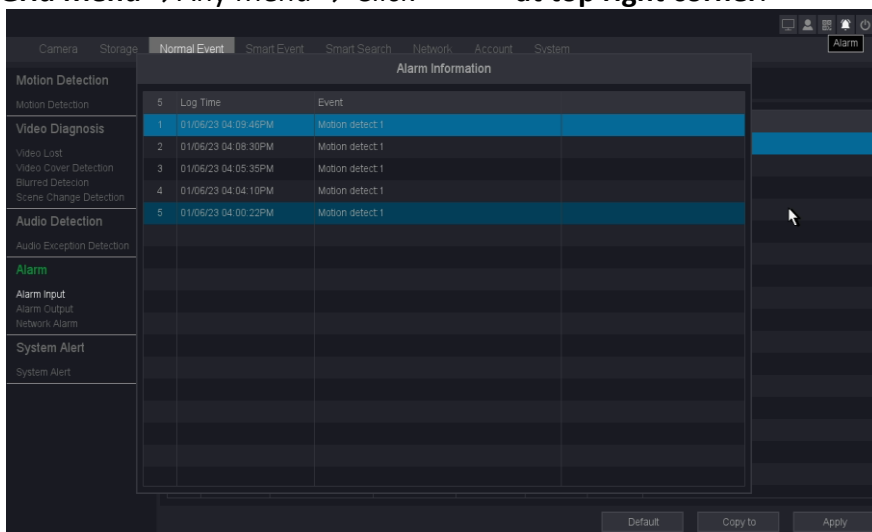 Grid Menu → Any menu → Click at top right corner.
Camera Storage Normal Event Smart Event Smart Search Network Account System
Alarm
Alarm Information
Motion Detection
Motion Detection
Video Diagnosis
Video Lost
Video Cover Detection
Blurred Detecion
Scene Change Detection
Audio Detection
Audio Exception Detection
Alarm
Alarm Input
Alarm Output
Network Alarm
System Alert
System Alert
5 Log Time Event
1 01/06/23 04:09:46PM Motion detect:1
2 01/06/23 04:08:30PM Motion detect:1
3 01/06/23 04:05:35PM Motion detect:1
4 01/06/23 04:04:10PM Motion detect:1
5 01/06/23 04:00:22PM Motion detect:1
Default Copy to Apply